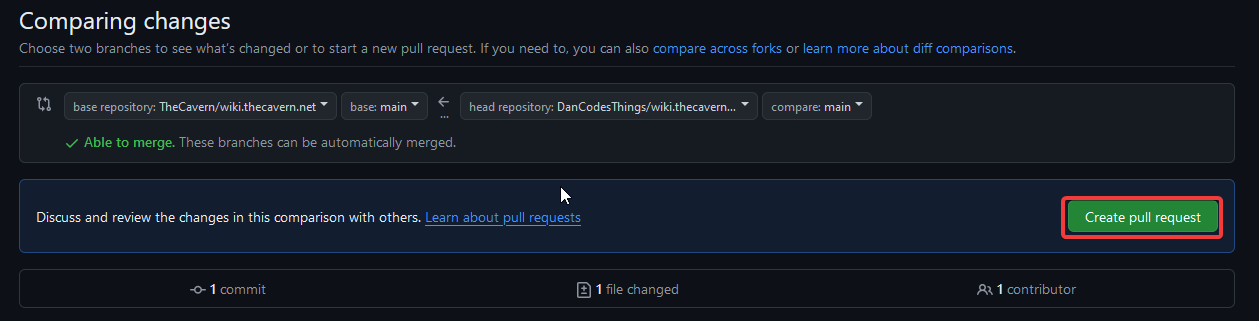 Comparing changes
Choose two branches to see what's changed or to start a new pull request. If you need to, you can also compare across forks or learn more about diff comparisons.
base repository: TheCavern/wiki.thecavern.net base: main ... head repository: DanCodesThings/wiki.thecavern... compare: main
Able to merge. These branches can be automatically merged.
Discuss and review the changes in this comparison with others. Learn about pull requests Create pull request
1 commit 1 file changed 1 contributor